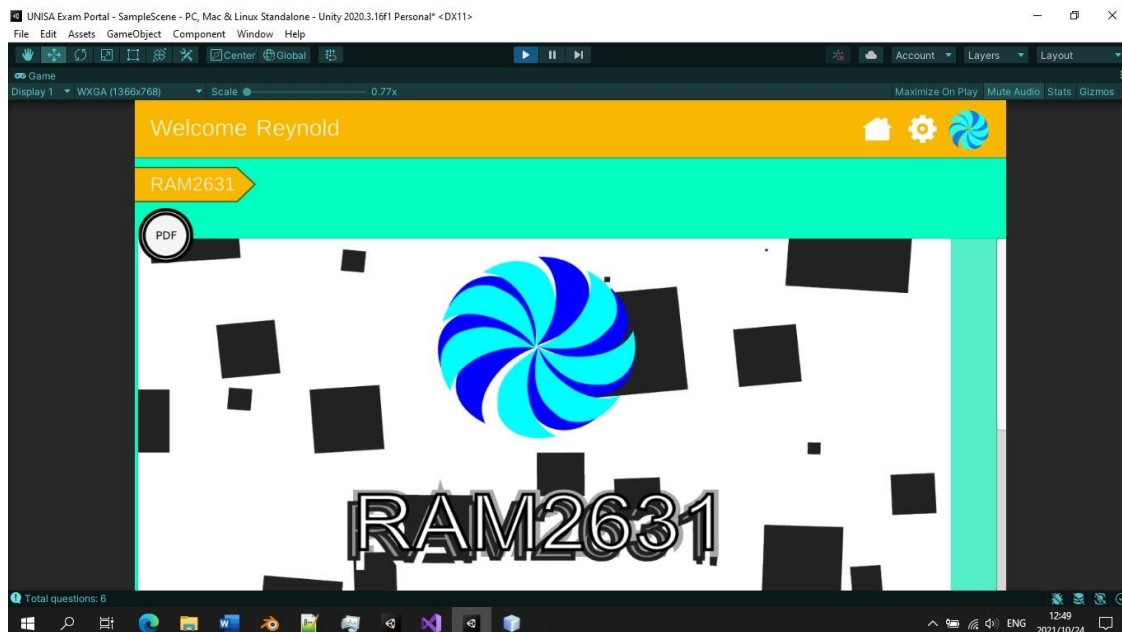 UNISA Exam Portal - SampleScene - PC, Mac & Linux Standalone - Unity 2020.3.16f1 Personal* <DX11>
File Edit Assets GameObject Component Window Help
Center Global Account Layers Layout
Game
Display 1 WXGA (1366x768) Scale 0.77x Maximize On Play Mute Audio Stats Gizmos
Welcome Reynold
RAM2631
PDF
RAM2631
Total questions: 6
ENG
12:49
2021/10/24